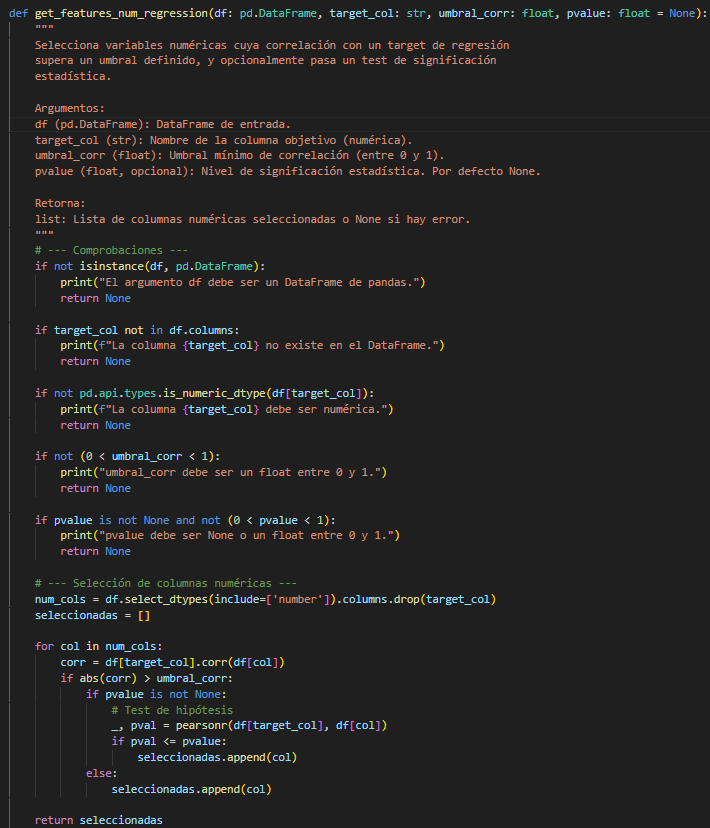 def get_features_num_regression(df: pd.DataFrame, target_col: str, umbral_corr: float, pvalue: float = None):
    """
    Selecciona variables numéricas cuya correlación con un target de regresión
    supera un umbral definido, y opcionalmente pasa un test de significación
    estadística.

    Argumentos:
    df (pd.DataFrame): DataFrame de entrada.
    target_col (str): Nombre de la columna objetivo (numérica).
    umbral_corr (float): Umbral mínimo de correlación (entre 0 y 1).
    pvalue (float, opcional): Nivel de significación estadística. Por defecto None.

    Retorna:
    list: Lista de columnas numéricas seleccionadas o None si hay error.
    """
    # --- Comprobaciones ---
    if not isinstance(df, pd.DataFrame):
        print("El argumento df debe ser un DataFrame de pandas.")
        return None

    if target_col not in df.columns:
        print(f"La columna {target_col} no existe en el DataFrame.")
        return None

    if not pd.api.types.is_numeric_dtype(df[target_col]):
        print(f"La columna {target_col} debe ser numérica.")
        return None

    if not (0 < umbral_corr < 1):
        print("umbral_corr debe ser un float entre 0 y 1.")
        return None

    if pvalue is not None and not (0 < pvalue < 1):
        print("pvalue debe ser None o un float entre 0 y 1.")
        return None

    # --- Selección de columnas numéricas ---
    num_cols = df.select_dtypes(include=['number']).columns.drop(target_col)
    seleccionadas = []

    for col in num_cols:
        corr = df[target_col].corr(df[col])
        if abs(corr) > umbral_corr:
            if pvalue is not None:
                # Test de hipótesis
                _, pval = pearsonr(df[target_col], df[col])
                if pval <= pvalue:
                    seleccionadas.append(col)
            else:
                seleccionadas.append(col)

    return seleccionadas